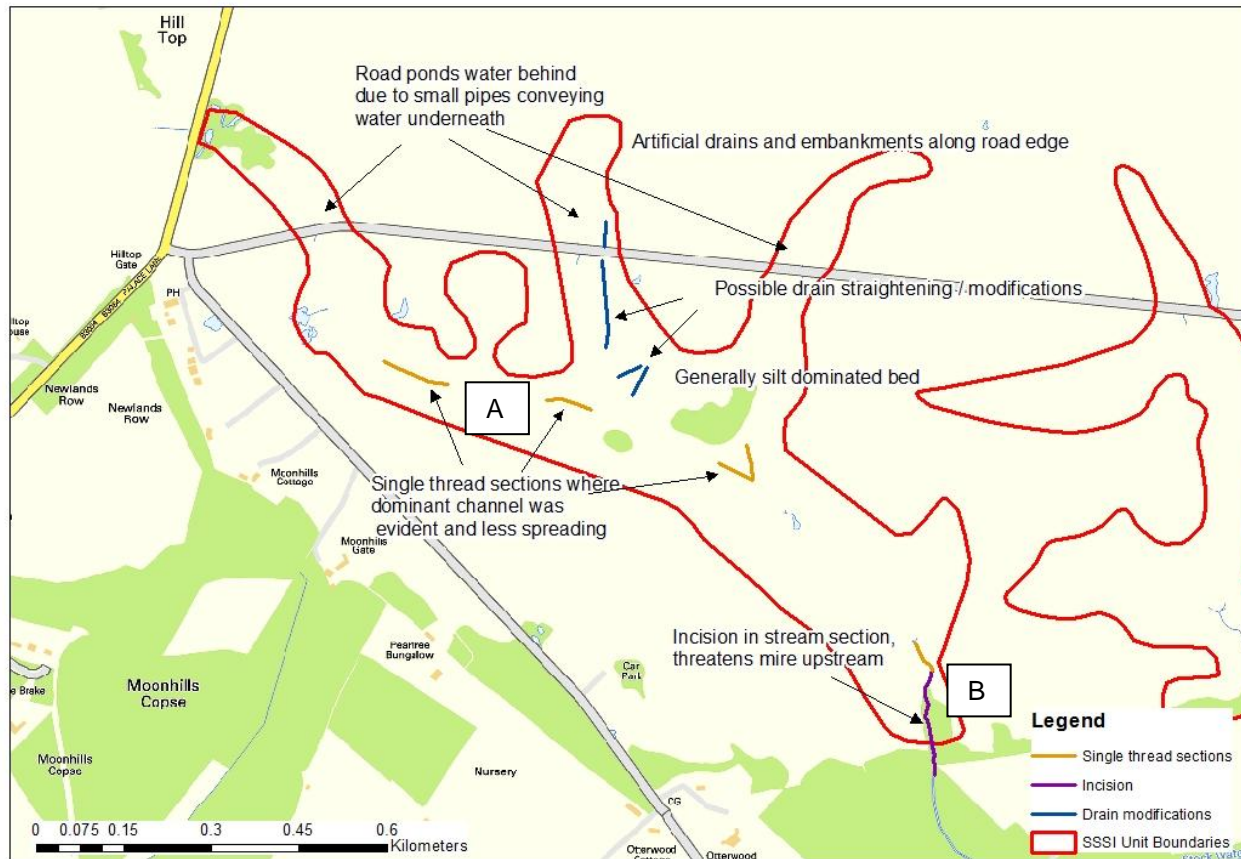 Hill
Top
Road ponds water behind
due to small pipes conveying
water underneath
Artificial drains and embankments along road edge
Hilltop
Gate
B3054
B3054 PALACE LANE
PH
Possible drain straightening / modifications
Newlands
Row
Newlands
Row
Generally silt dominated bed
A
Moonhills
Cottage
Single thread sections where
dominant channel was
evident and less spreading
Moonhills
Gate
Peartree
Bungalow
Incision in stream section,
threatens mire upstream
Car
Park
B
Moonhills
Copse
Moonhills
Copse
Nursery
CG
Otterwood
Otterwood
Legend
Single thread sections
Incision
Drain modifications
SSSI Unit Boundaries
0 0.075 0.15 0.3 0.45 0.6
Kilometers